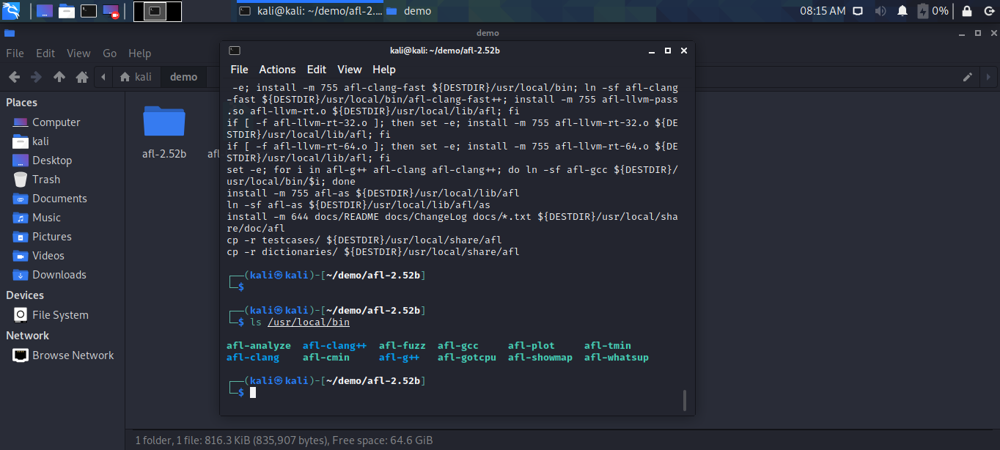 kali@kali: ~/demo/afl-2....
demo
08:15 AM
0%
demo
File Edit View Go Help
kali
demo
Places
Computer
kali
Desktop
Trash
Documents
Music
Pictures
Videos
Downloads
Devices
File System
Network
Browse Network
afl-2.52b
afl
kali@kali: ~/demo/afl-2.52b
File Actions Edit View Help
-e; install -m 755 afl-clang-fast ${DESTDIR}/usr/local/bin; ln -sf afl-clang
-fast ${DESTDIR}/usr/local/bin/afl-clang-fast++; install -m 755 afl-llvm-pass
.so afl-llvm-rt.o ${DESTDIR}/usr/local/lib/afl; fi
if [ -f afl-llvm-rt-32.o ]; then set -e; install -m 755 afl-llvm-rt-32.o ${DE
STDIR}/usr/local/lib/afl; fi
if [ -f afl-llvm-rt-64.o ]; then set -e; install -m 755 afl-llvm-rt-64.o ${DE
STDIR}/usr/local/lib/afl; fi
set -e; for i in afl-g++ afl-clang afl-clang++; do ln -sf afl-gcc ${DESTDIR}/
usr/local/bin/$i; done
install -m 755 afl-as ${DESTDIR}/usr/local/lib/afl
ln -sf afl-as ${DESTDIR}/usr/local/lib/afl/as
install -m 644 docs/README docs/ChangeLog docs/*.txt ${DESTDIR}/usr/local/sha
re/doc/afl
cp -r testcases/ ${DESTDIR}/usr/local/share/afl
cp -r dictionaries/ ${DESTDIR}/usr/local/share/afl
┌──(kali㉿kali)-[~/demo/afl-2.52b]
└─$
┌──(kali㉿kali)-[~/demo/afl-2.52b]
└─$ ls /usr/local/bin
afl-analyze afl-clang++ afl-fuzz afl-gcc afl-plot afl-tmin
afl-clang afl-cmin afl-g++ afl-gotcpu afl-showmap afl-whatsup
┌──(kali㉿kali)-[~/demo/afl-2.52b]
└─$
1 folder, 1 file: 816.3 KiB (835,907 bytes), Free space: 64.6 GiB